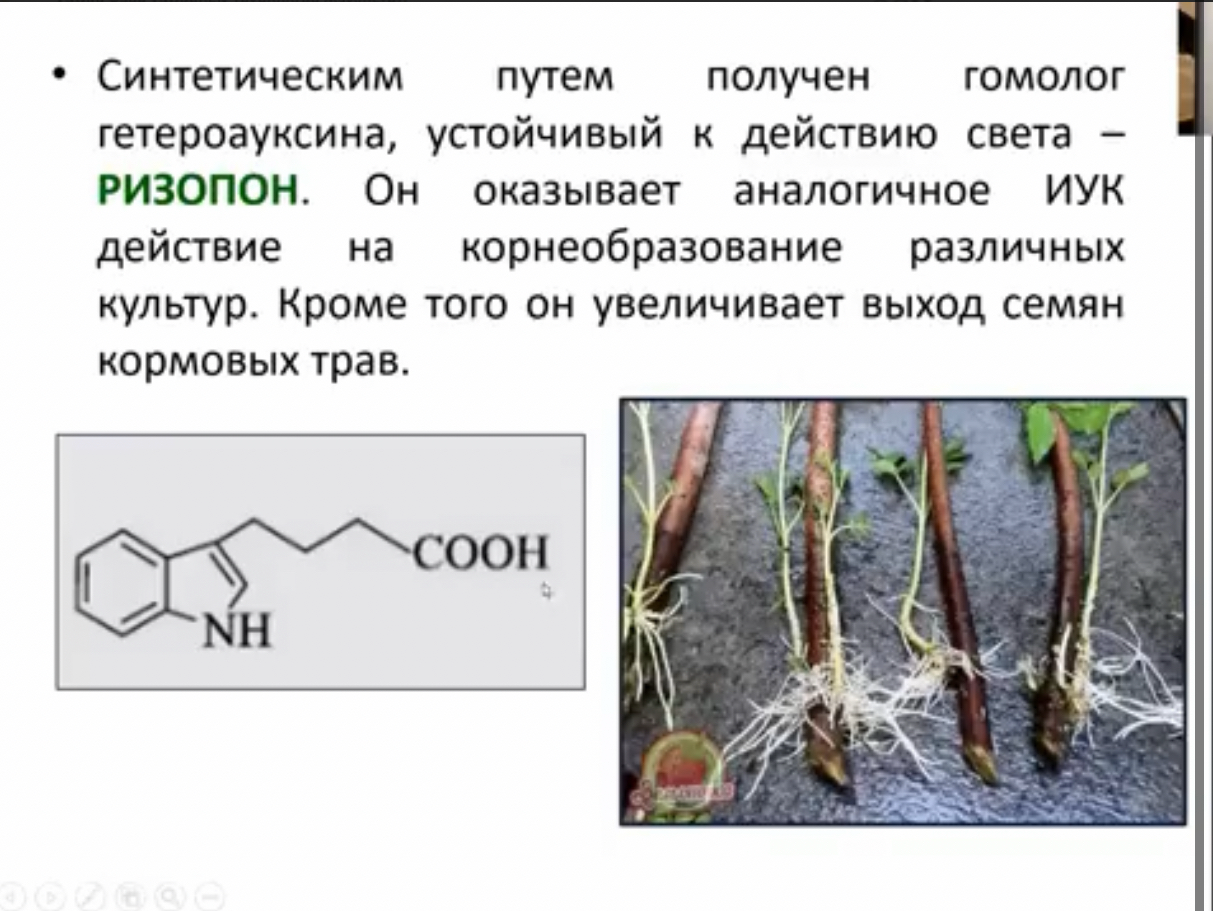 • Синтетическим путем получен гомолог
гетероауксина, устойчивый к действию света –
РИЗОПОН. Он оказывает аналогичное ИУК
действие на корнеобразование различных
культур. Кроме того он увеличивает выход семян
кормовых трав.
COOH
NH